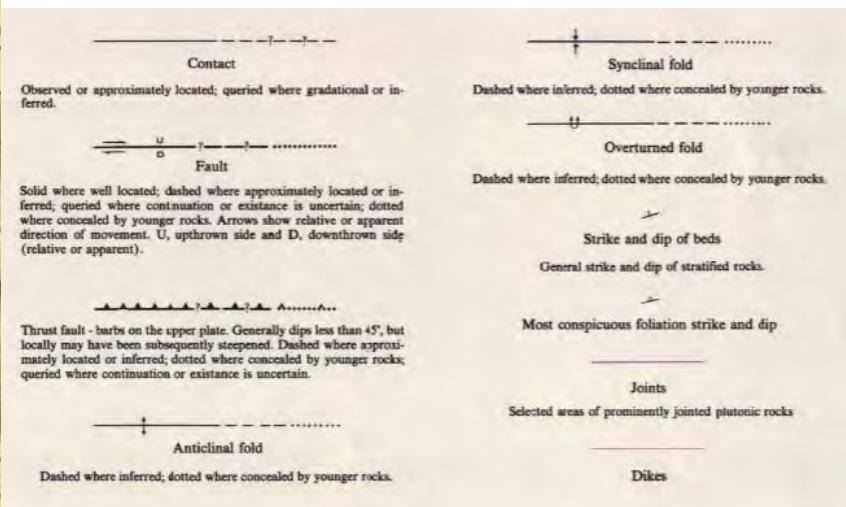 ? ?
Contact
Observed or approximately located; queried where gradational or in-
ferred.
U
? ?
D
Fault
Solid where well located; dashed where approximately located or in-
ferred; queried where continuation or existance is uncertain; dotted
where concealed by younger rocks. Arrows show relative or apparent
direction of movement. U, upthrown side and D, downthrown side
(relative or apparent).
? ?
Thrust fault - barbs on the upper plate. Generally dips less than 45°, but
locally may have been subsequently steepened. Dashed where approxi-
mately located or inferred; dotted where concealed by younger rocks;
queried where continuation or existance is uncertain.
Anticlinal fold
Dashed where inferred; dotted where concealed by younger rocks.
Synclinal fold
Dashed where inferred; dotted where concealed by younger rocks.
Overturned fold
Dashed where inferred; dotted where concealed by younger rocks.
Strike and dip of beds
General strike and dip of stratified rocks.
Most conspicuous foliation strike and dip
Joints
Selected areas of prominently jointed plutonic rocks
Dikes